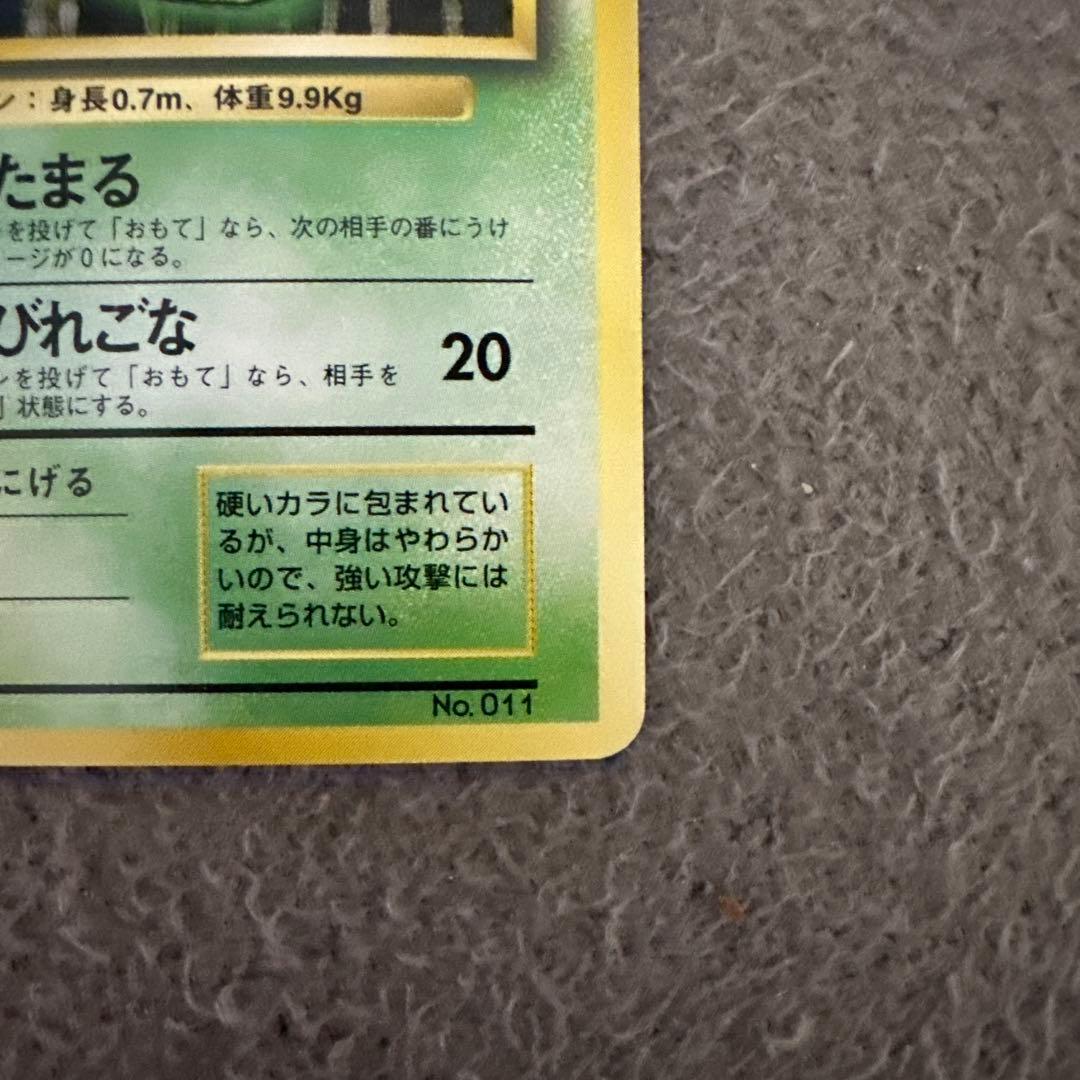 ン：身長0.7m、体重9.9Kg
たまる
を投げて「おもて」なら、次の相手の番にうけ
ージが0になる。
びれごな
20
ンを投げて「おもて」なら、相手を
」状態にする。
にげる
硬いカラに包まれてい
るが、中身はやわらか
いので、強い攻撃には
耐えられない。
No.011